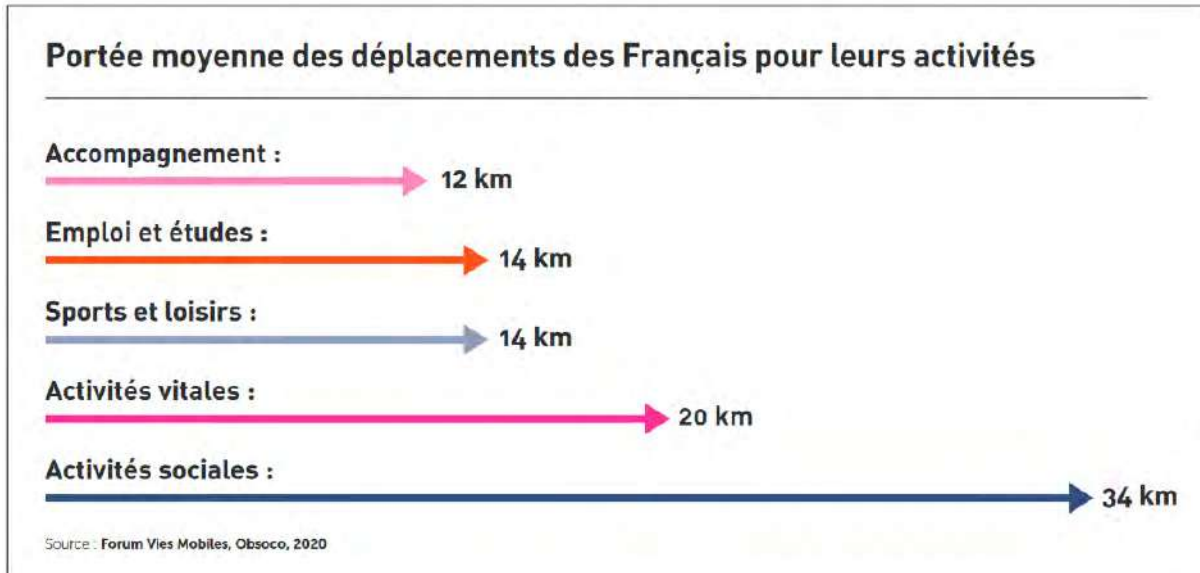 Portée moyenne des déplacements des Français pour leurs activités
Accompagnement :
12 km
Emploi et études :
14 km
Sports et loisirs :
14 km
Activités vitales :
20 km
Activités sociales :
34 km
Source : Forum Vies Mobiles, Obsoco, 2020